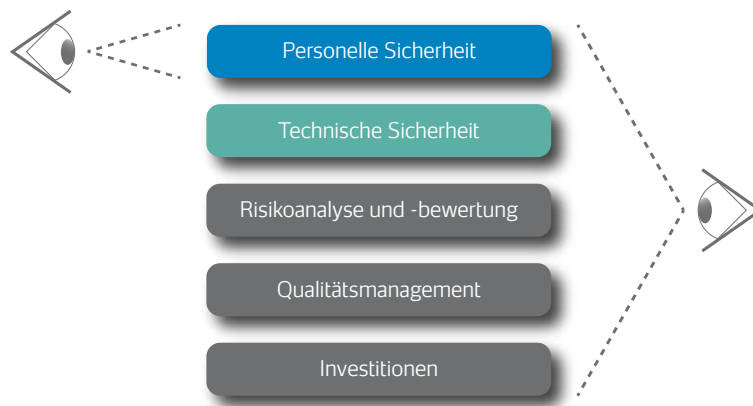 Personelle Sicherheit
Technische Sicherheit
Risikoanalyse und -bewertung
Qualitätsmanagement
Investitionen